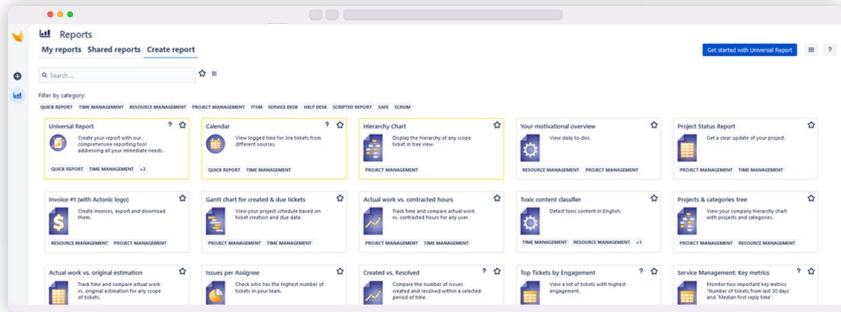 Reports
My reports Shared reports Create report
Get started with Universal Report
?
Search ...
Filter by category:
QUICK REPORT TIME MANAGEMENT RESOURCE MANAGEMENT PROJECT MANAGEMENT ITSM SERVICE DESK HELP DESK SCRIPTED REPORT SAFE SCRUM
Universal Report ?
Create your report with our
comprehensive reporting tool
addressing all your immediate needs.
QUICK REPORT TIME MANAGEMENT +3
Calendar ?
View logged time for Jira tickets from
different sources.
QUICK REPORT TIME MANAGEMENT
Hierarchy Chart
Display the hierarchy of any scope
ticket in tree view.
PROJECT MANAGEMENT
Your motivational overview
View daily to-dos.
RESOURCE MANAGEMENT PROJECT MANAGEMENT
Project Status Report
Get a clear update of your project.
PROJECT MANAGEMENT TIME MANAGEMENT
Invoice #1 (with Actonic logo)
Create invoices, export and download
them.
RESOURCE MANAGEMENT PROJECT MANAGEMENT
Gantt chart for created & due tickets
View your project schedule based on
ticket creation and due date.
PROJECT MANAGEMENT TIME MANAGEMENT
Actual work vs. contracted hours
Track time and compare actual work
vs. contracted hours for any user.
PROJECT MANAGEMENT TIME MANAGEMENT
Toxic content classifier
Detect toxic content in English.
TIME MANAGEMENT RESOURCE MANAGEMENT +1
Projects & categories tree
View your company hierarchy chart
with projects and categories.
PROJECT MANAGEMENT RESOURCE MANAGEMENT
Actual work vs. original estimation
Track time and compare actual work
vs. original estimation for any scope
of tickets.
Issues per Assignee
Check who has the highest number of
tickets in your team.
Created vs. Resolved ?
Compare the number of issues
created and resolved within a selected
period of time.
Top Tickets by Engagement ?
View a list of tickets with highest
engagement.
Service Management: Key metrics ?
Monitor two important key metrics
"Number of tickets from last 30 days"
and "Median first reply time".